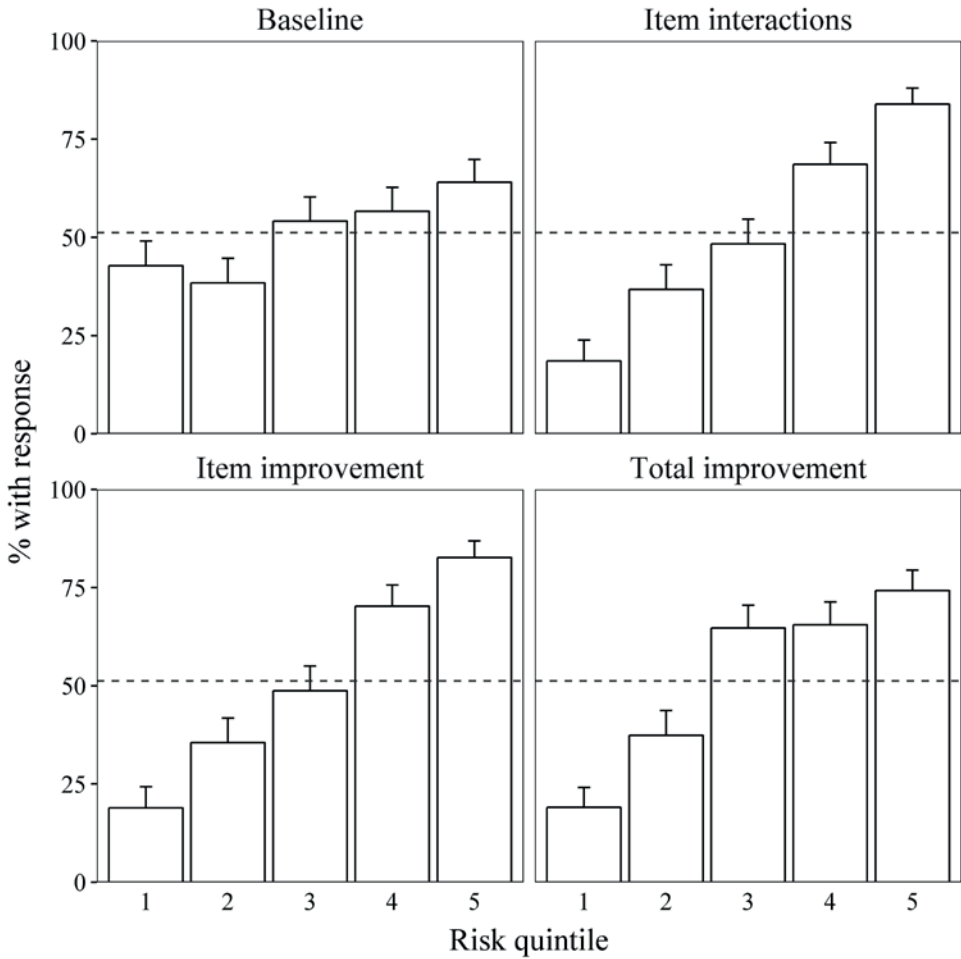 Baseline
Item interactions
100
75
50
25
0
Item improvement
Total improvement
100
75
50
25
0
% with response
1 2 3 4 5
1 2 3 4 5
Risk quintile